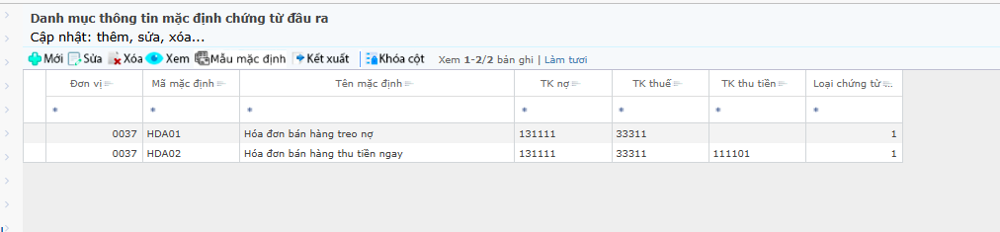 Danh mục thông tin mặc định chứng từ đầu ra
Cập nhật: thêm, sửa, xóa...
Mới Sửa Xóa Xem Mẫu mặc định Kết xuất Khóa cột Xem 1-2/2 bản ghi | Làm tươi
Đơn vị Mã mặc định Tên mặc định TK nợ TK thuế TK thu tiền Loại chứng từ ...
* * * * * * *
0037 HDA01 Hóa đơn bán hàng treo nợ 131111 33311 1
0037 HDA02 Hóa đơn bán hàng thu tiền ngay 131111 33311 111101 1